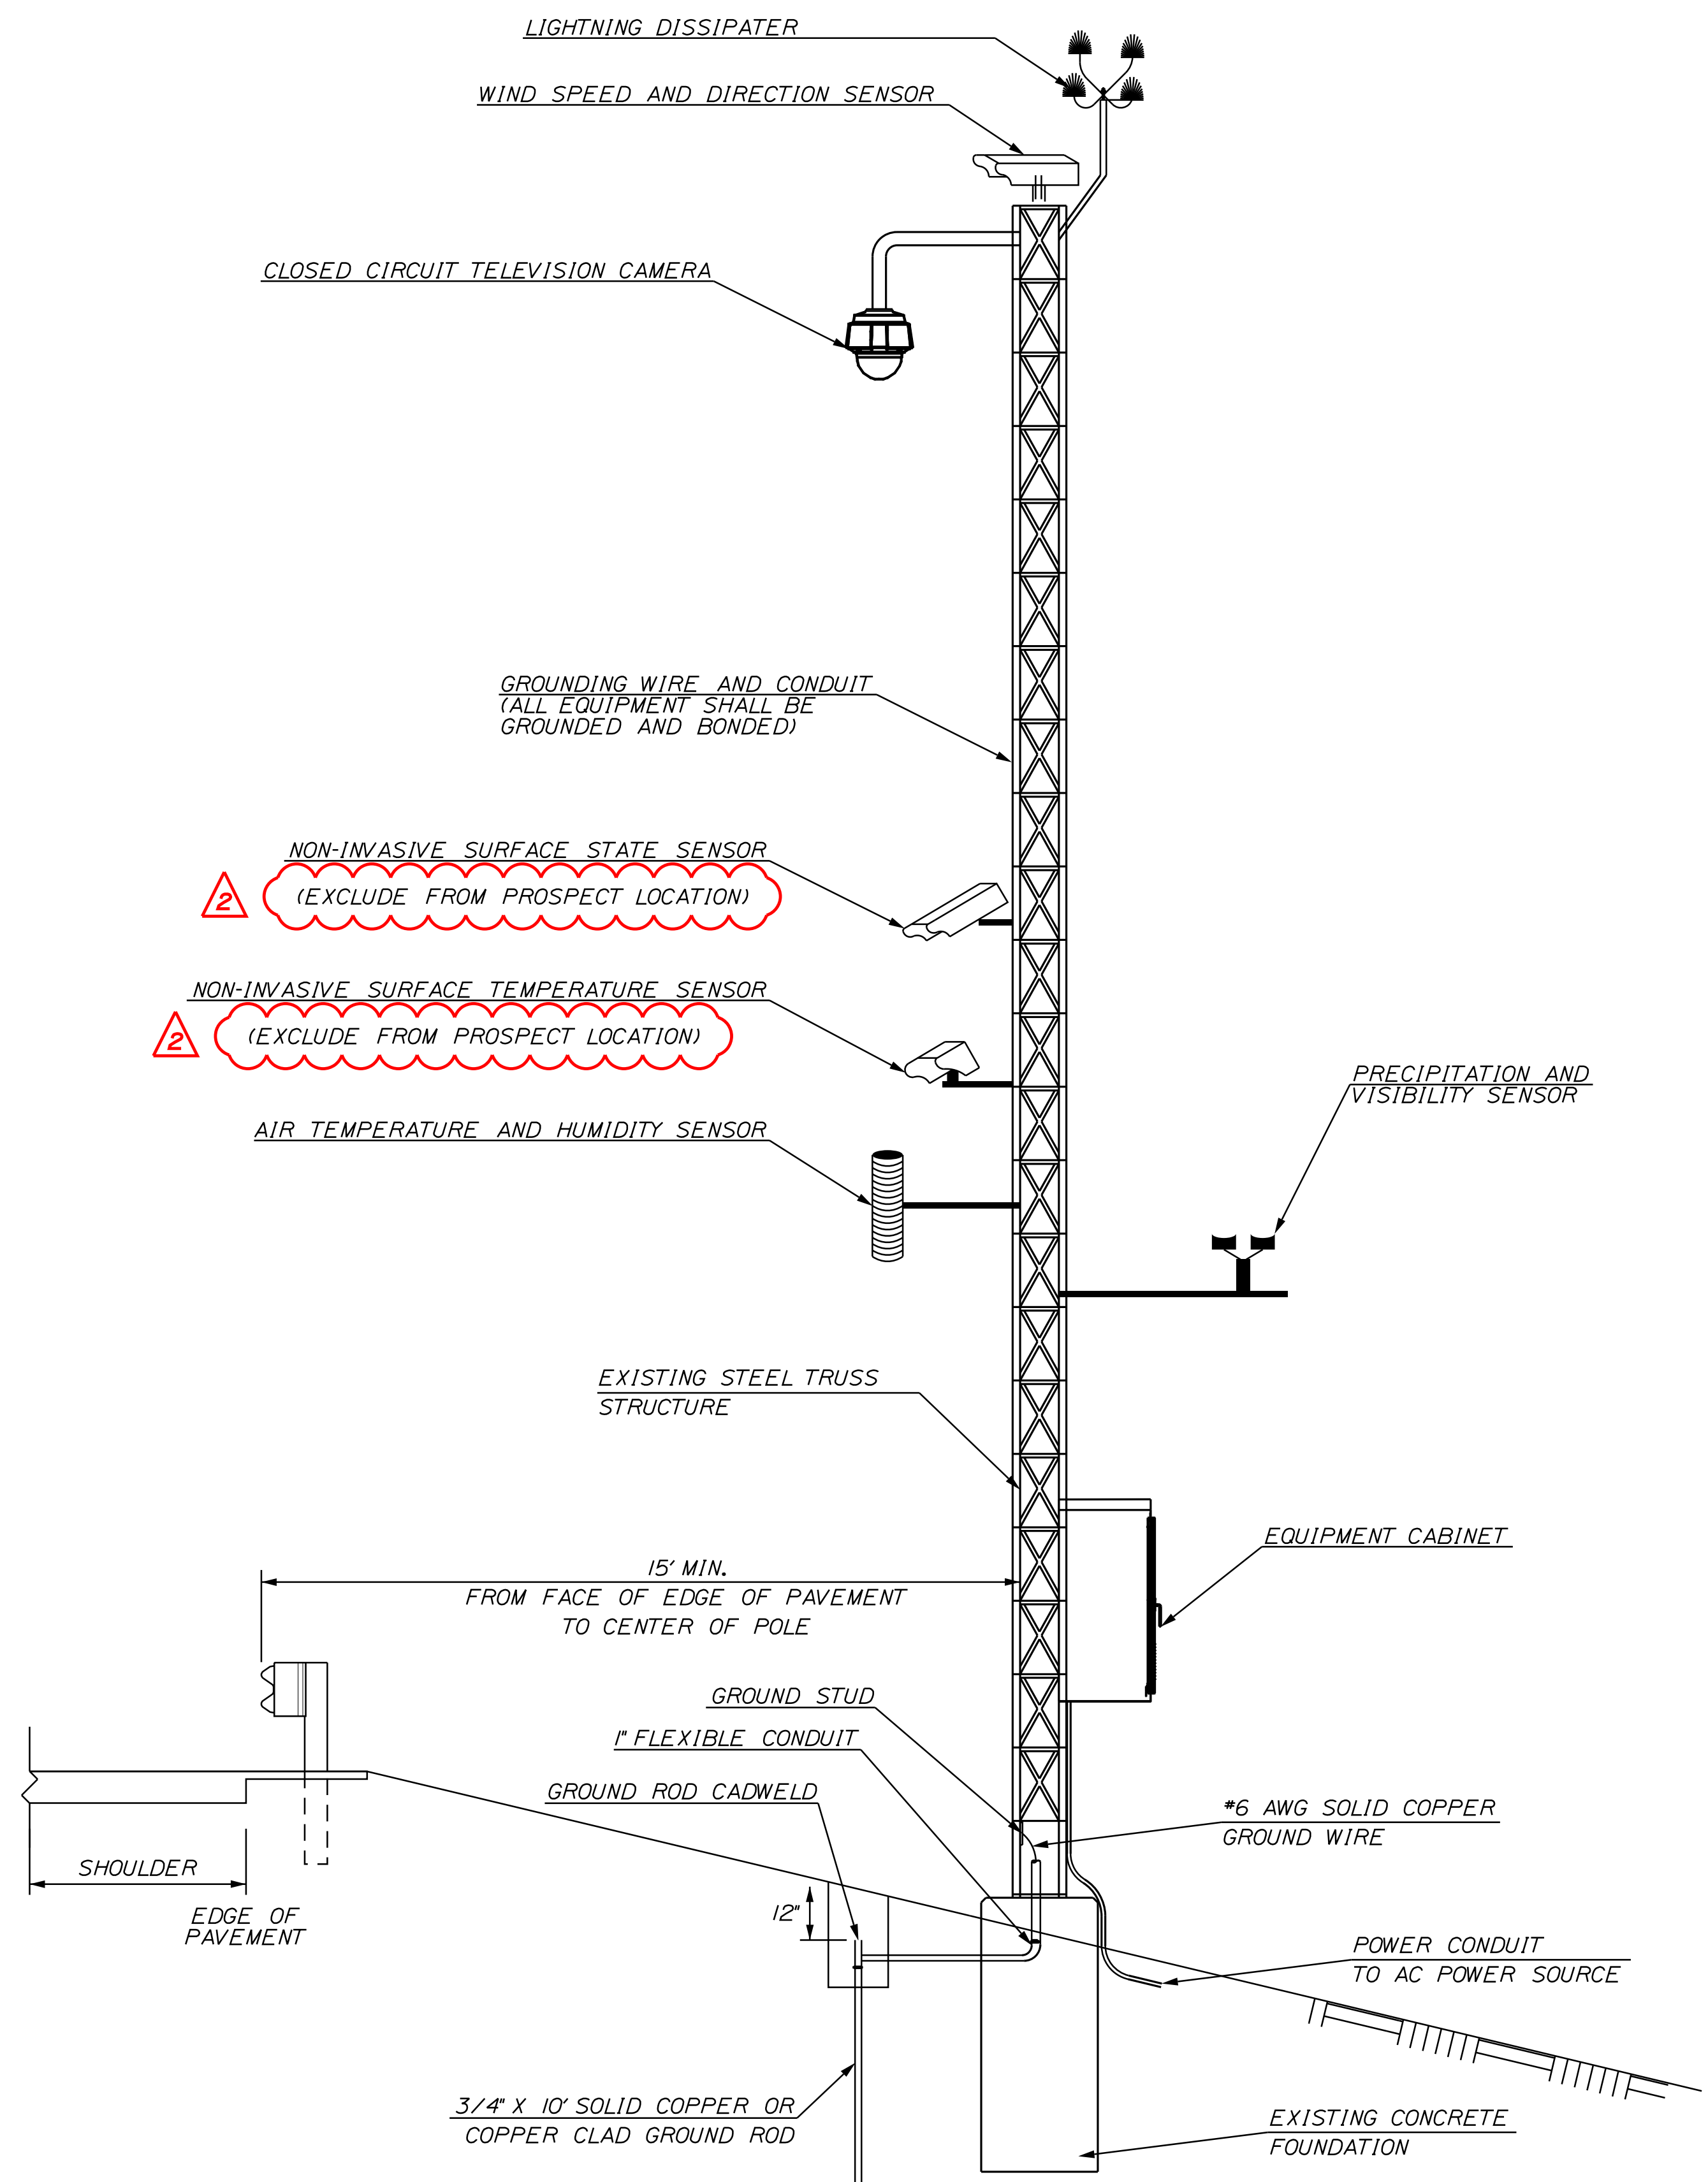 LIGHTNING DISSIPATER
WIND SPEED AND DIRECTION SENSOR
CLOSED CIRCUIT TELEVISION CAMERA
GROUNDING WIRE AND CONDUIT
(ALL EQUIPMENT SHALL BE
GROUNDED AND BONDED)
NON-INVASIVE SURFACE STATE SENSOR
2
(EXCLUDE FROM PROSPECT LOCATION)
NON-INVASIVE SURFACE TEMPERATURE SENSOR
2
(EXCLUDE FROM PROSPECT LOCATION)
PRECIPITATION AND
VISIBILITY SENSOR
AIR TEMPERATURE AND HUMIDITY SENSOR
EXISTING STEEL TRUSS
STRUCTURE
EQUIPMENT CABINET
15' MIN.
FROM FACE OF EDGE OF PAVEMENT
TO CENTER OF POLE
GROUND STUD
1" FLEXIBLE CONDUIT
GROUND ROD CADWELD
#6 AWG SOLID COPPER
GROUND WIRE
SHOULDER
EDGE OF
PAVEMENT
12"
POWER CONDUIT
TO AC POWER SOURCE
3/4" X 10' SOLID COPPER OR
COPPER CLAD GROUND ROD
EXISTING CONCRETE
FOUNDATION